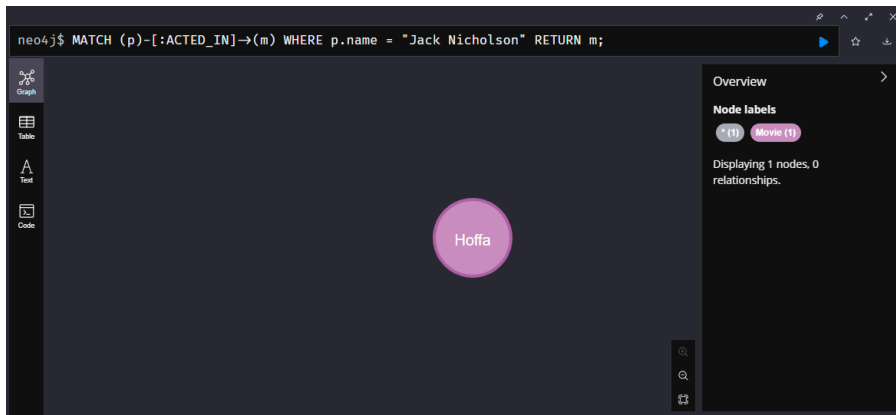 neo4j$ MATCH (p)-[:ACTED_IN]→(m) WHERE p.name = "Jack Nicholson" RETURN m;
Graph
Table
Text
Code
Hoffa
Overview
Node labels
* (1) Movie (1)
Displaying 1 nodes, 0
relationships.